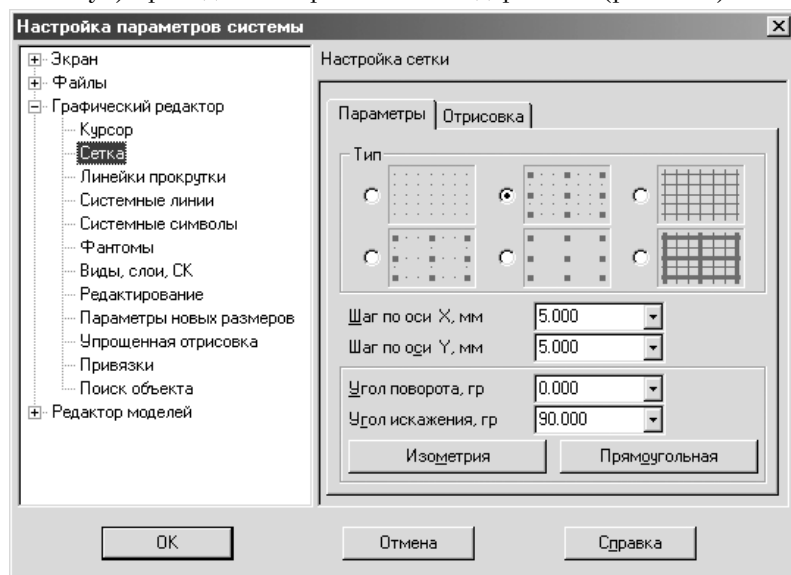 Настройка параметров системы
Экран
Файлы
Графический редактор
Курсор
Сетка
Линейки прокрутки
Системные линии
Системные символы
Фантомы
Виды, слои, СК
Редактирование
Параметры новых размеров
Упрощенная отрисовка
Привязки
Поиск объекта
Редактор моделей
Настройка сетки
Параметры Отрисовка
Тип
Шаг по оси X, мм 5.000
Шаг по оси Y, мм 5.000
Угол поворота, гр 0.000
Угол искажения, гр 90.000
Изометрия Прямоугольная
OK Отмена Справка